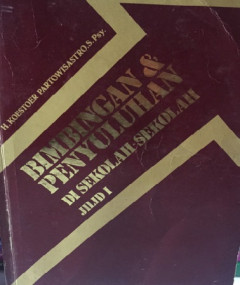 H. KOESTOER PARTOWISASTRO, S. Psy.
BIMBINGAN &
PENYULUHAN
DI SEKOLAH-SEKOLAH
JILID I